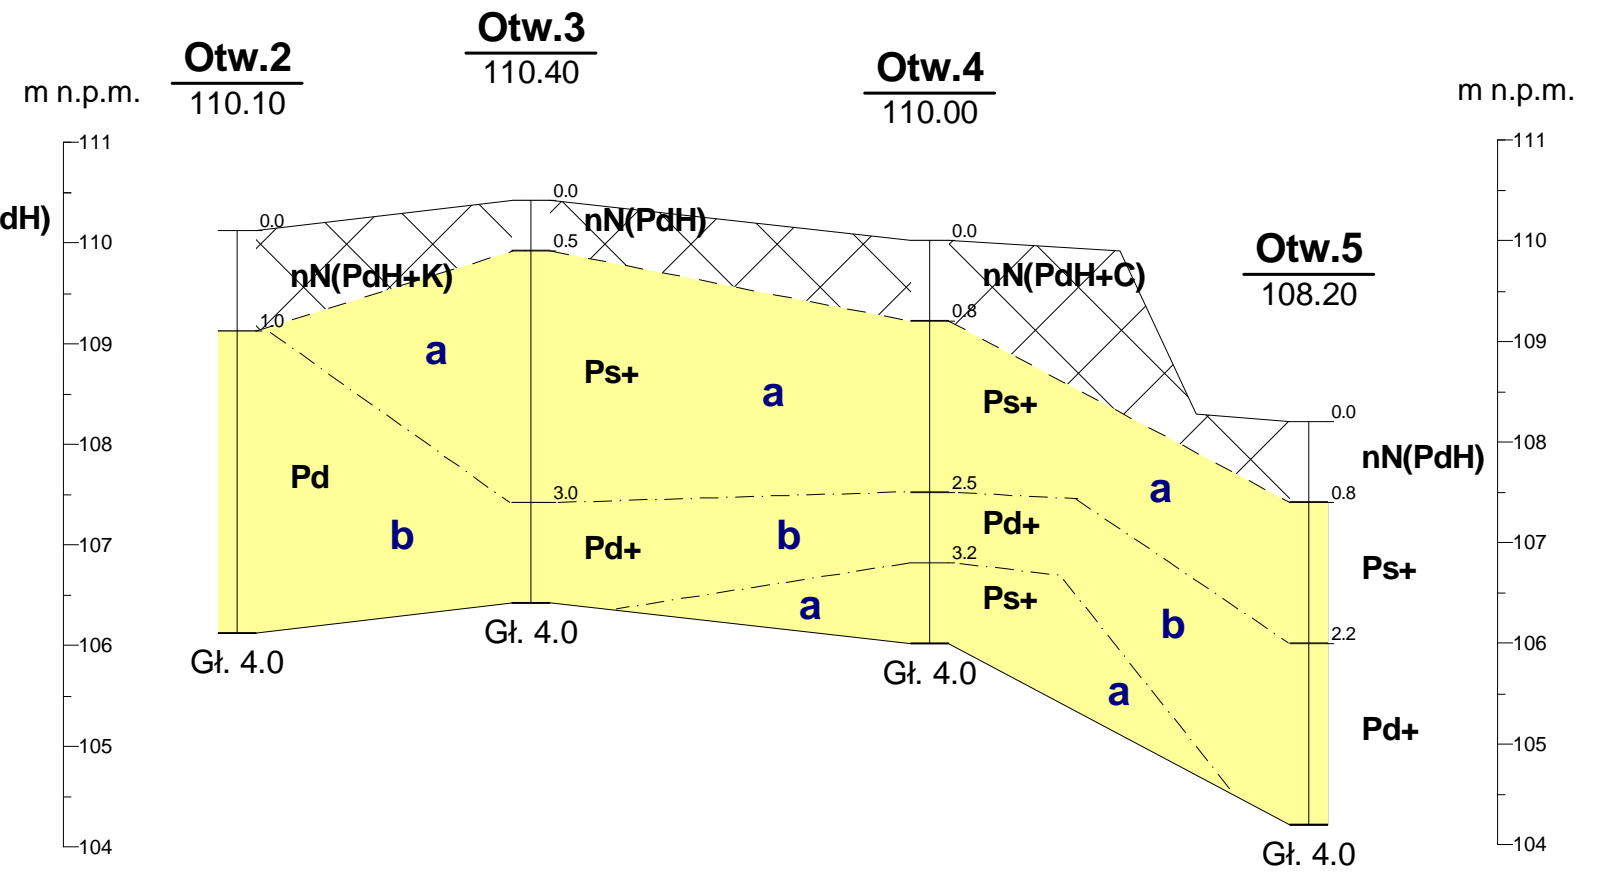 Otw.2
110.10
Otw.3
110.40
Otw.4
110.00
Otw.5
108.20
m n.p.m.
m n.p.m.
111
110
109
108
107
106
105
104
dH)
0.0
nN(PdH+K)
1.0
a
Pd
b
Gł. 4.0
0.0
nN(PdH)
0.5
Ps+
a
3.0
Pd+
b
a
Gł. 4.0
0.0
nN(PdH+C)
0.8
Ps+
a
2.5
Pd+
3.2
Ps+
b
a
Gł. 4.0
0.0
nN(PdH)
0.8
Ps+
2.2
Pd+
Gł. 4.0
111
110
109
108
107
106
105
104